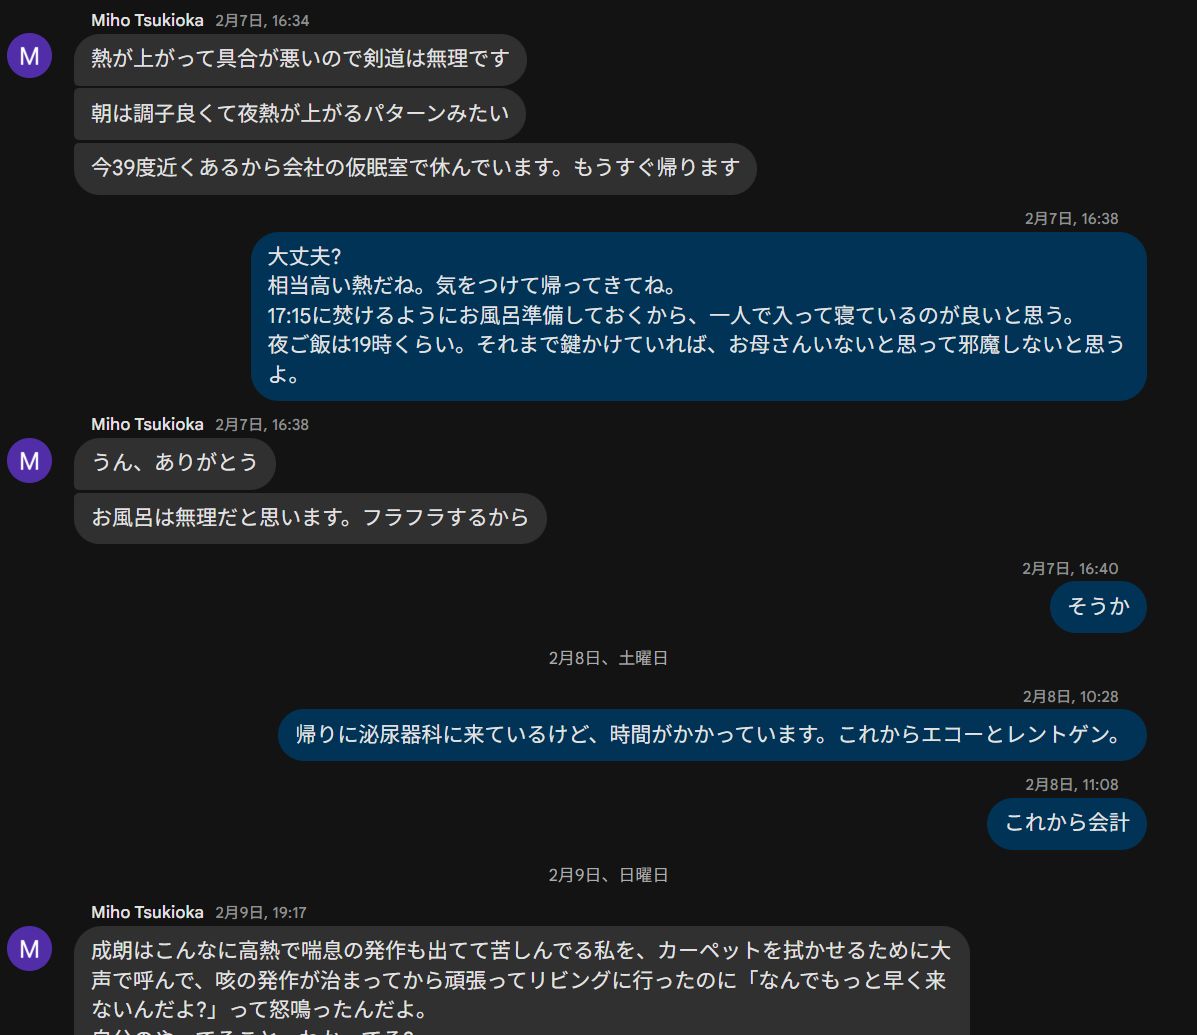 Miho Tsukioka 2月7日, 16:34
M
熱が上がって具合が悪いので剣道は無理です
朝は調子良くて夜熱が上がるパターンみたい
今39度近くあるから会社の仮眠室で休んでいます。もうすぐ帰ります
2月7日, 16:38
大丈夫?
相当高い熱だね。気をつけて帰ってきてね。
17:15に焚けるようにお風呂準備しておくから、一人で入って寝ているのが良いと思う。
夜ご飯は19時くらい。それまで鍵かけていれば、お母さんいないと思って邪魔しないと思う
よ。
Miho Tsukioka 2月7日, 16:38
M
うん、ありがとう
お風呂は無理だと思います。フラフラするから
2月7日, 16:40
そうか
2月8日、土曜日
2月8日, 10:28
帰りに泌尿器科に来ているけど、時間がかかっています。これからエコーとレントゲン。
2月8日, 11:08
これから会計
2月9日、日曜日
Miho Tsukioka 2月9日, 19:17
M
成朗はこんなに高熱で喘息の発作も出てて苦しんでる私を、カーペットを拭かせるために大
声で呼んで、咳の発作が治まってから頑張ってリビングに行ったのに「なんでもっと早く来
ないんだよ?」って怒鳴ったんだよ。